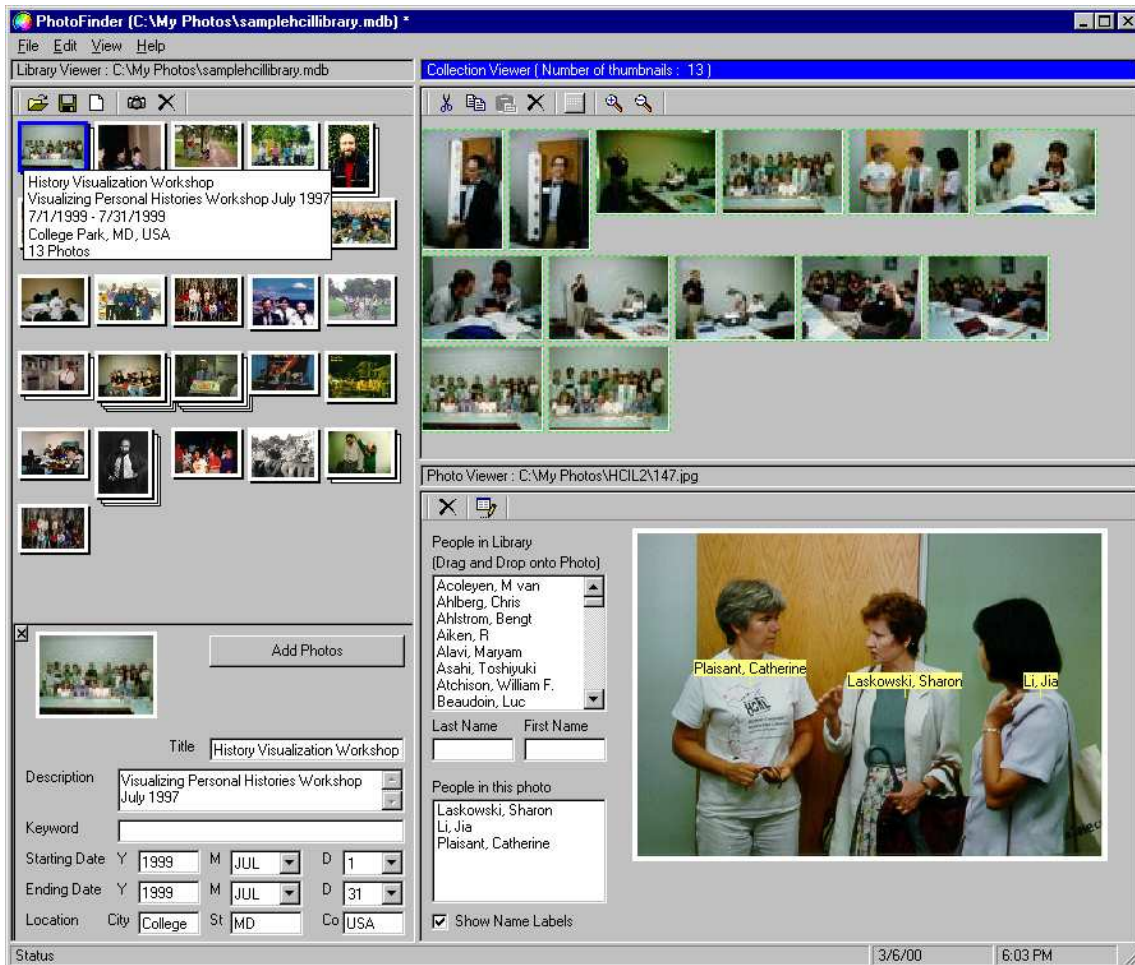 PhotoFinder (C:\My Photos\samplehcillibrary.mdb) *
File Edit View Help
Library Viewer : C:\My Photos\samplehcillibrary.mdb
Collection Viewer ( Number of thumbnails : 13 )
History Visualization Workshop
Visualizing Personal Histories Workshop July 1997
7/1/1999 - 7/31/1999
College Park, MD, USA
13 Photos
Photo Viewer : C:\My Photos\HCIL2\147.jpg
People in Library
(Drag and Drop onto Photo)
Acoleyen, M van
Ahlberg, Chris
Ahlstrom, Bengt
Aiken, R
Alavi, Maryam
Asahi, Toshiyuki
Atchison, William F.
Beaudoin, Luc
Last Name First Name
People in this photo
Laskowski, Sharon
Li, Jia
Plaisant, Catherine
Show Name Labels
Plaisant, Catherine
Laskowski, Sharon
Li, Jia
HCIL
Add Photos
Title History Visualization Workshop
Description Visualizing Personal Histories Workshop
July 1997
Keyword
Starting Date Y 1999 M JUL D 1
Ending Date Y 1999 M JUL D 31
Location City College St MD Co USA
Status 3/6/00 6:03 PM